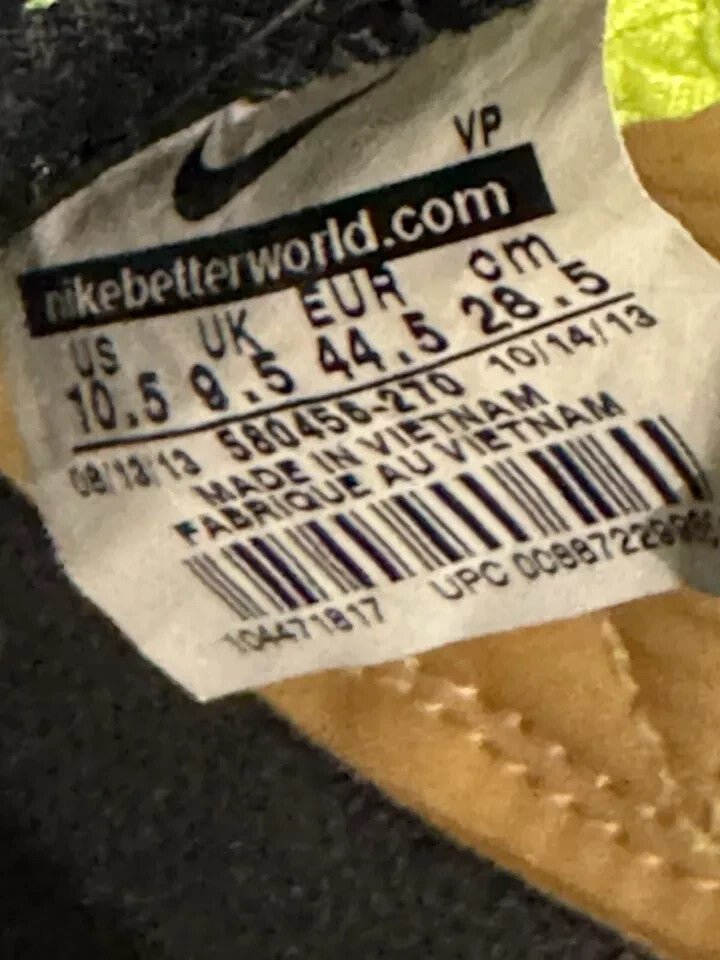 VP
nikebetterworld.com
US UK EUR cm
10.5 9.5 44.5 28.5
08/13/13 580456-270 10/14/13
MADE IN VIETNAM
FABRIQUE AU VIETNAM
104471817 UPC